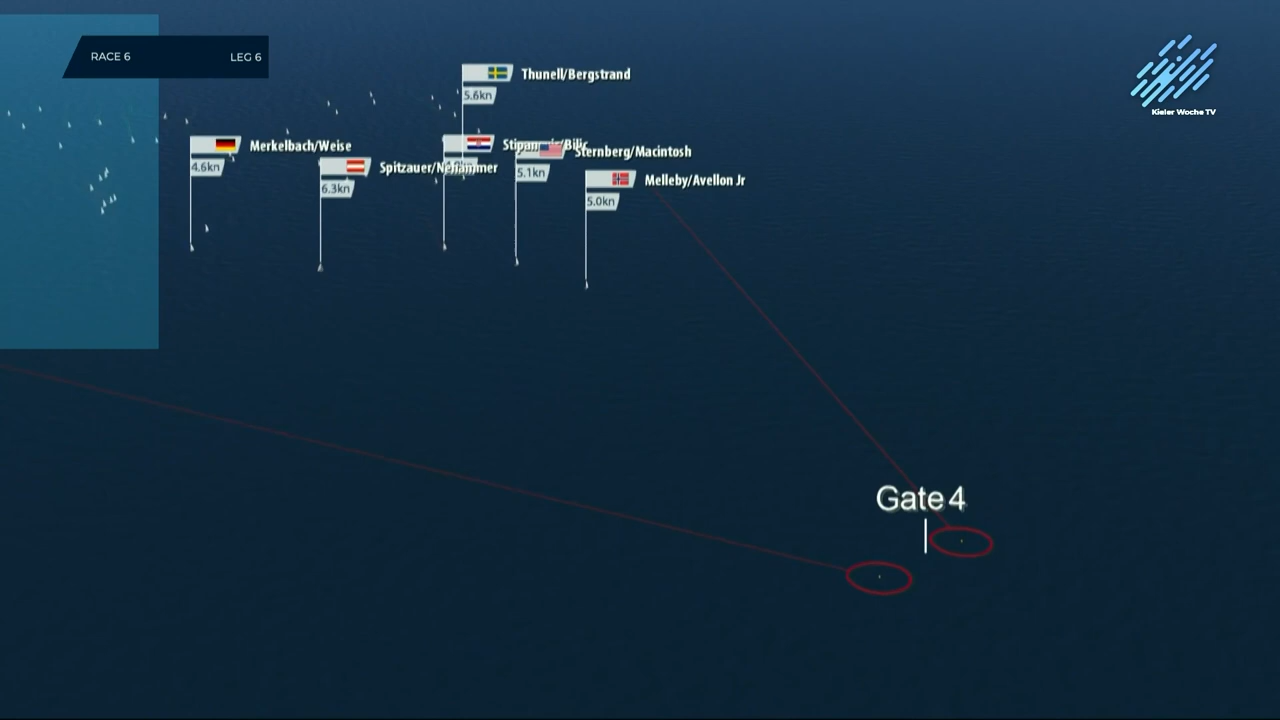 RACE 6
LEG 6
Kieler Woche TV
Thunell/Bergstrand
5.6kn
Merkelbach/Weise
4.6kn
Spitzauer/Nehammer
6.3kn
Sternberg/Macintosh
5.1kn
Melleby/Avellon Jr
5.0kn
Gate 4